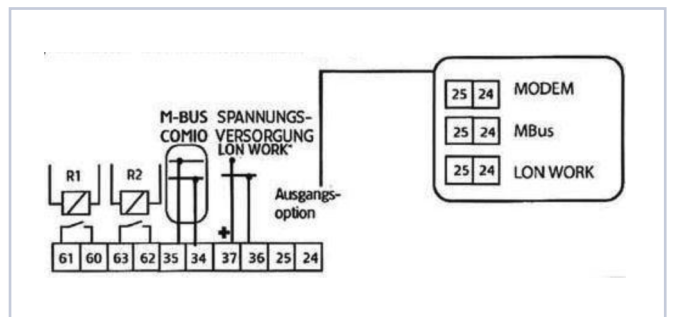 25 24 MODEM
M-BUS SPANNUNGS-
COMIO VERSORGUNG
LON WORK"
25 24 MBus
R1 R2
25 24 LON WORK
Ausgangs-
option
+
61 60 63 62 35 34 37 36 25 24